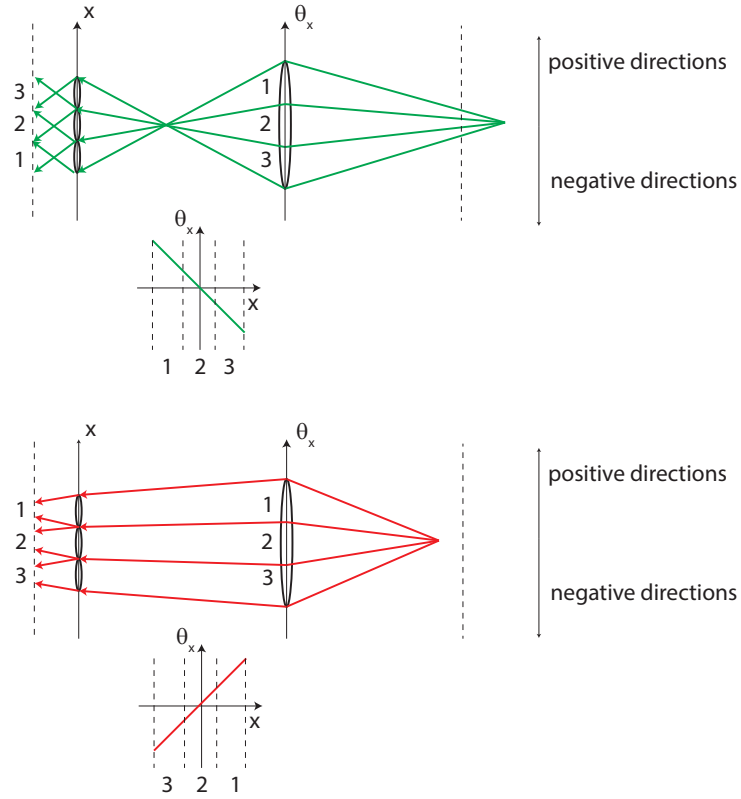 x
θx
1
2
3
3
2
1
positive directions
negative directions
θx
x
1 2 3
x
θx
1
2
3
1
2
3
positive directions
negative directions
θx
x
3 2 1